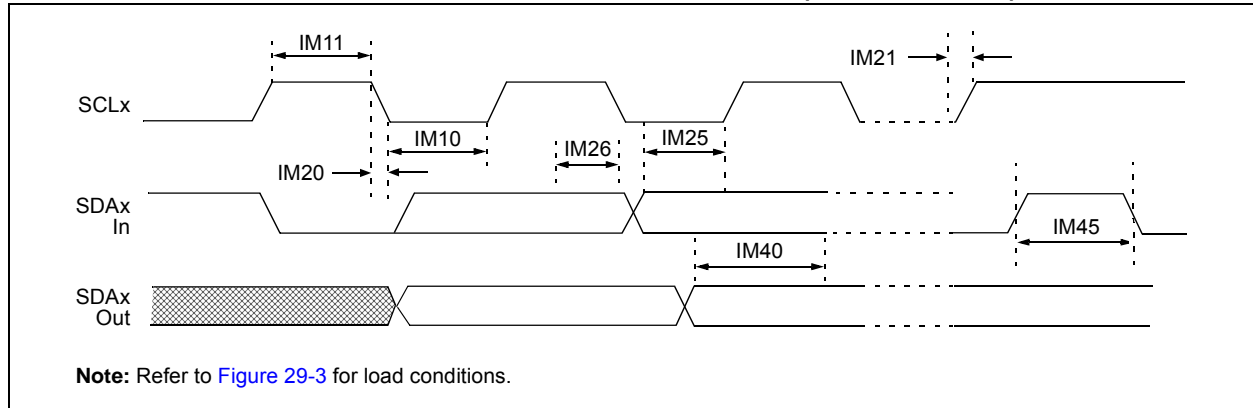 IM11
IM21
SCLx
IM10
IM26
IM25
IM20
SDAx
In
IM45
IM40
SDAx
Out
Note: Refer to Figure 29-3 for load conditions.